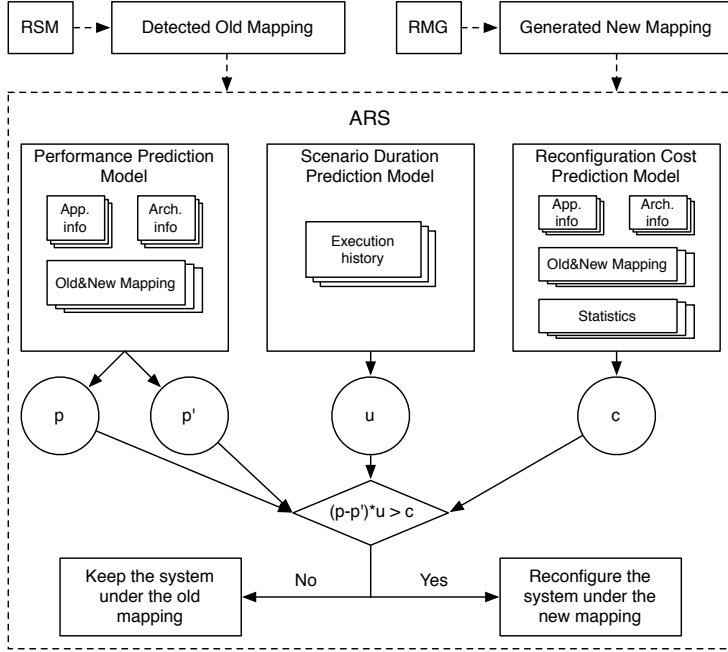 RSM
Detected Old Mapping
RMG
Generated New Mapping
ARS
Performance Prediction
Model
App.
info
Arch.
info
Old&New Mapping
Scenario Duration
Prediction Model
Execution
history
Reconfiguration Cost
Prediction Model
App.
info
Arch.
info
Old&New Mapping
Statistics
p
p'
u
c
(p-p')*u > c
No
Yes
Keep the system
under the old
mapping
Reconfigure the
system under the
new mapping